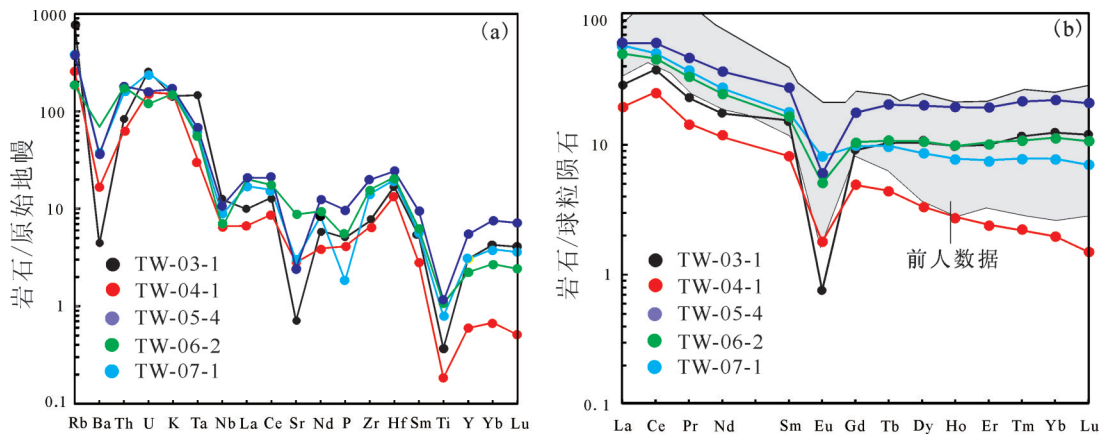 (a)
岩石/原始地幔
1000
100
10
1
0.1
TW-03-1
TW-04-1
TW-05-4
TW-06-2
TW-07-1
Rb Ba Th U K Ta Nb La Ce Sr Nd P Zr Hf Sm Ti Y Yb Lu
(b)
岩石/球粒陨石
100
10
1
0.1
前人数据
TW-03-1
TW-04-1
TW-05-4
TW-06-2
TW-07-1
La Ce Pr Nd Sm Eu Gd Tb Dy Ho Er Tm Yb Lu